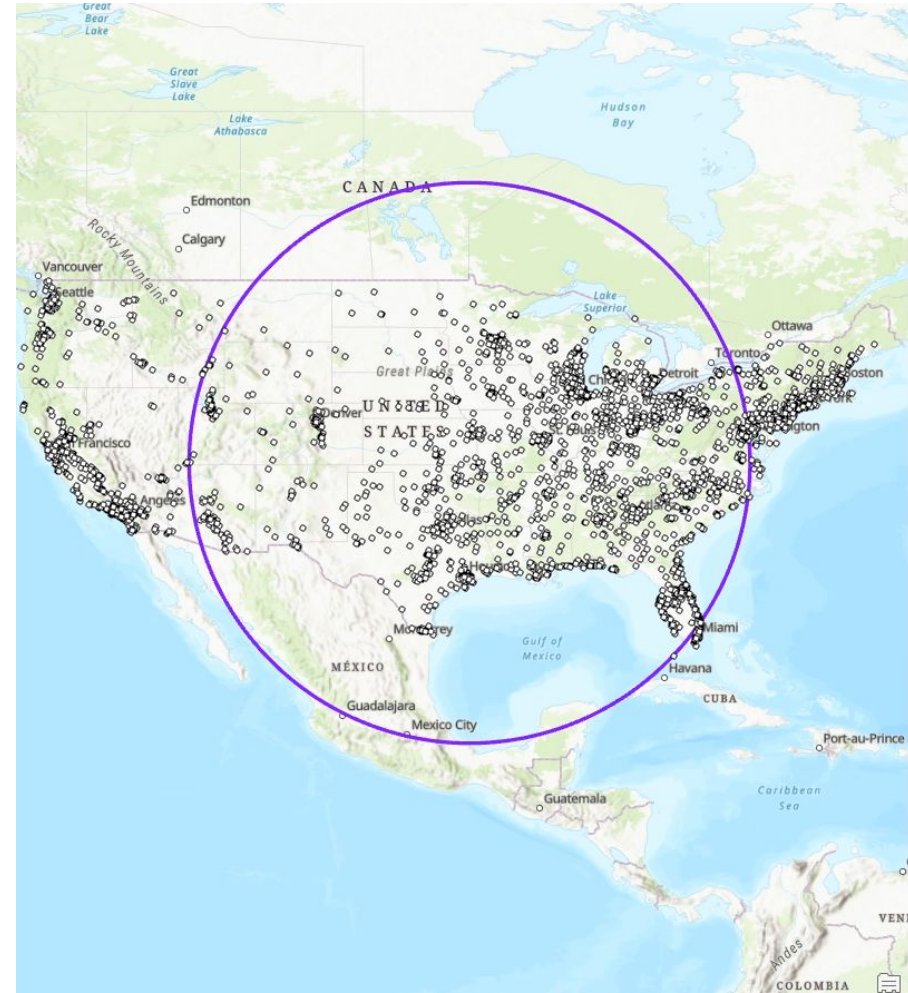 Great
Bear
Lake
Great
Slave
Lake
Lake
Athabasca
Hudson
Bay
CANADA
Edmonton
Calgary
Rocky Mountains
Vancouver
Seattle
Lake
Superior
Ottawa
Toronto
Great Plains
Detroit
Denver
UNITED
STATES
Francisco
Angeles
Monterrey
Miami
Gulf of
Mexico
MÉXICO
Havana
CUBA
Guadalajara
Mexico City
Port-au-Prince
Caribbean
Sea
Guatemala
VEN
Andes
COLOMBIA